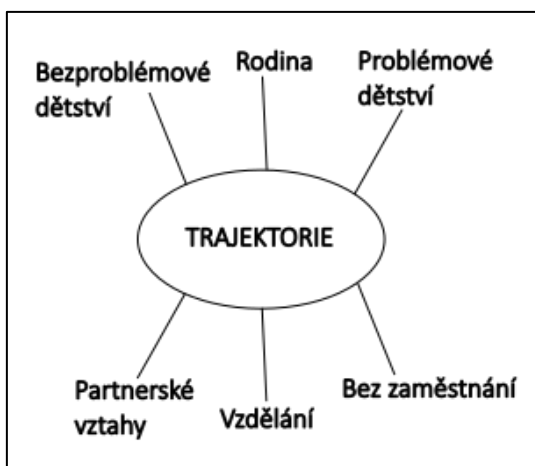 Bezproblémové
dětství
Rodina
Problémové
dětství
TRAJEKTORIE
Partnerské
vztahy
Vzdělání
Bez zaměstnání